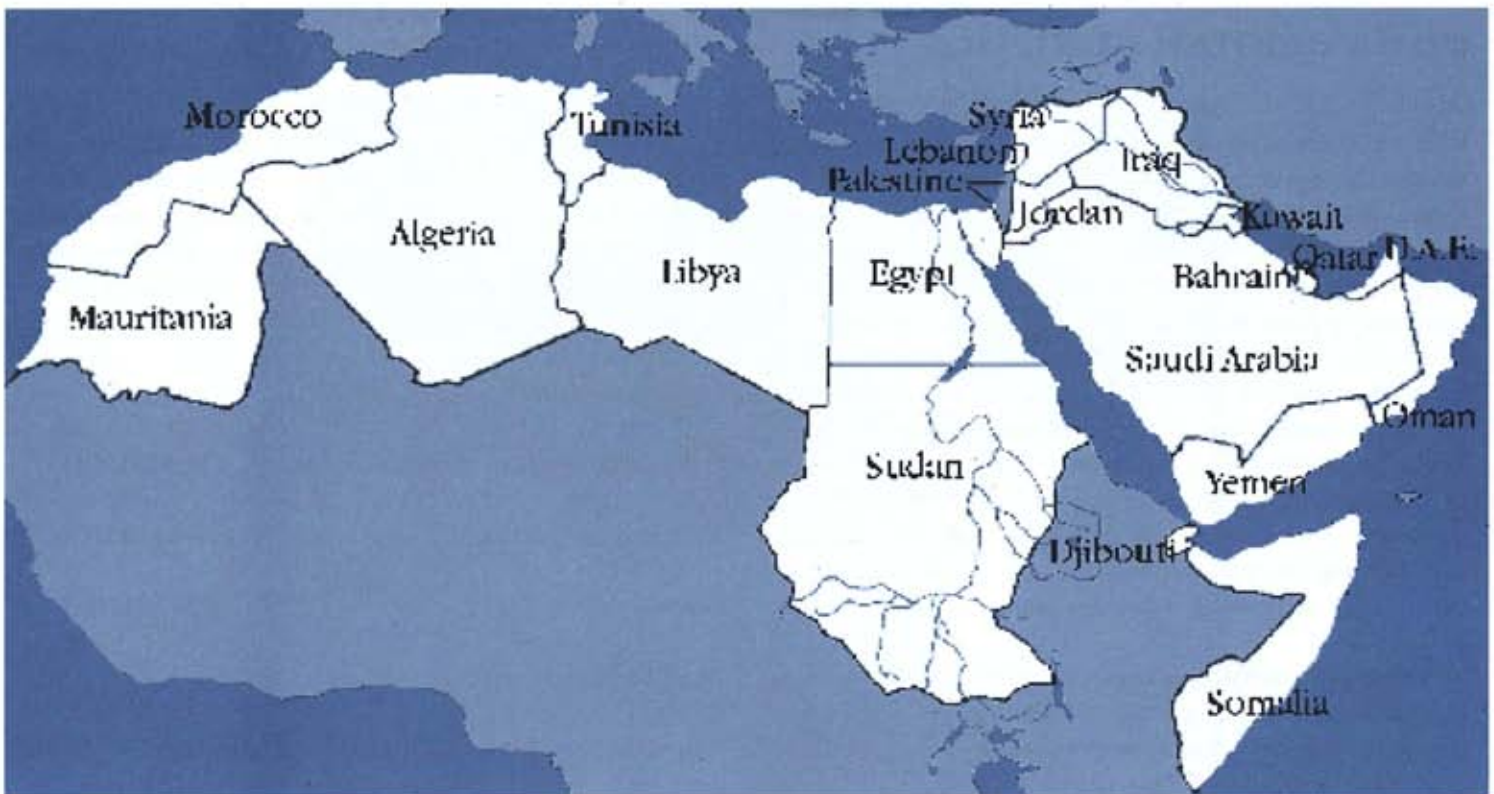 Morocco
Tunisia
Syria
Lebanon
Iraq
Palestine
Jordan
Kuwait
Algeria
Libya
Egypt
Qatar
U.A.E.
Bahrain
Mauritania
Saudi Arabia
Oman
Sudan
Yemen
Djibouti
Somalia